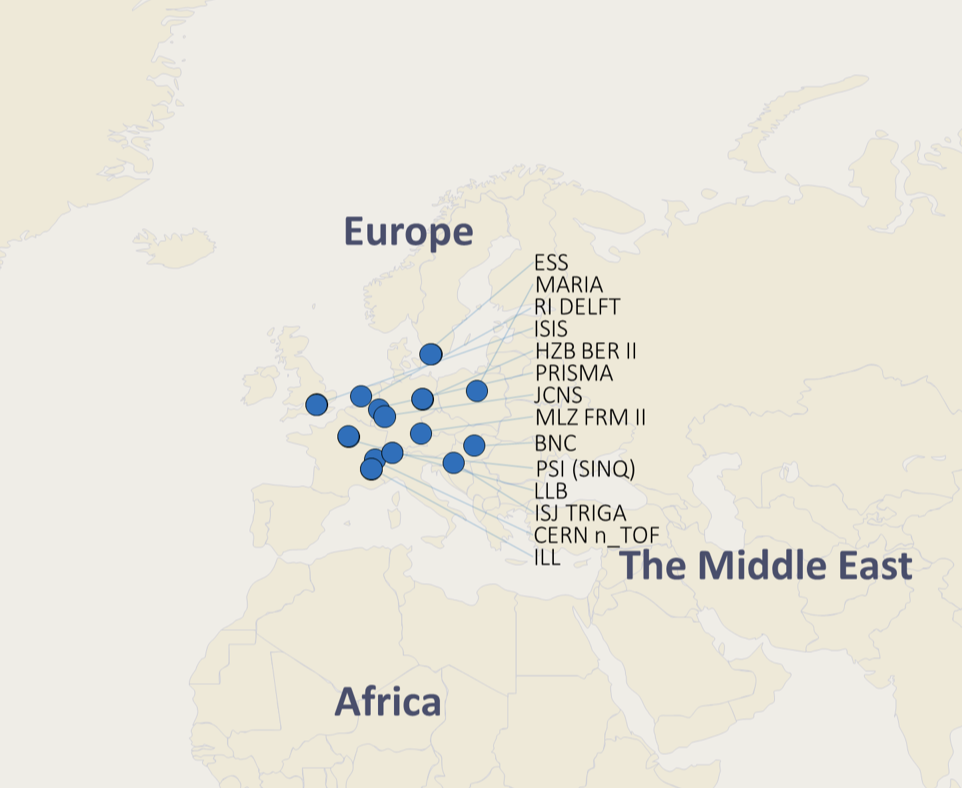 Europe
ESS
MARIA
RI DELFT
ISIS
HZB BER II
PRISMA
JCNS
MLZ FRM II
BNC
PSI (SINQ)
LLB
ISJ TRIGA
CERN n_TOF
ILL
The Middle East
Africa